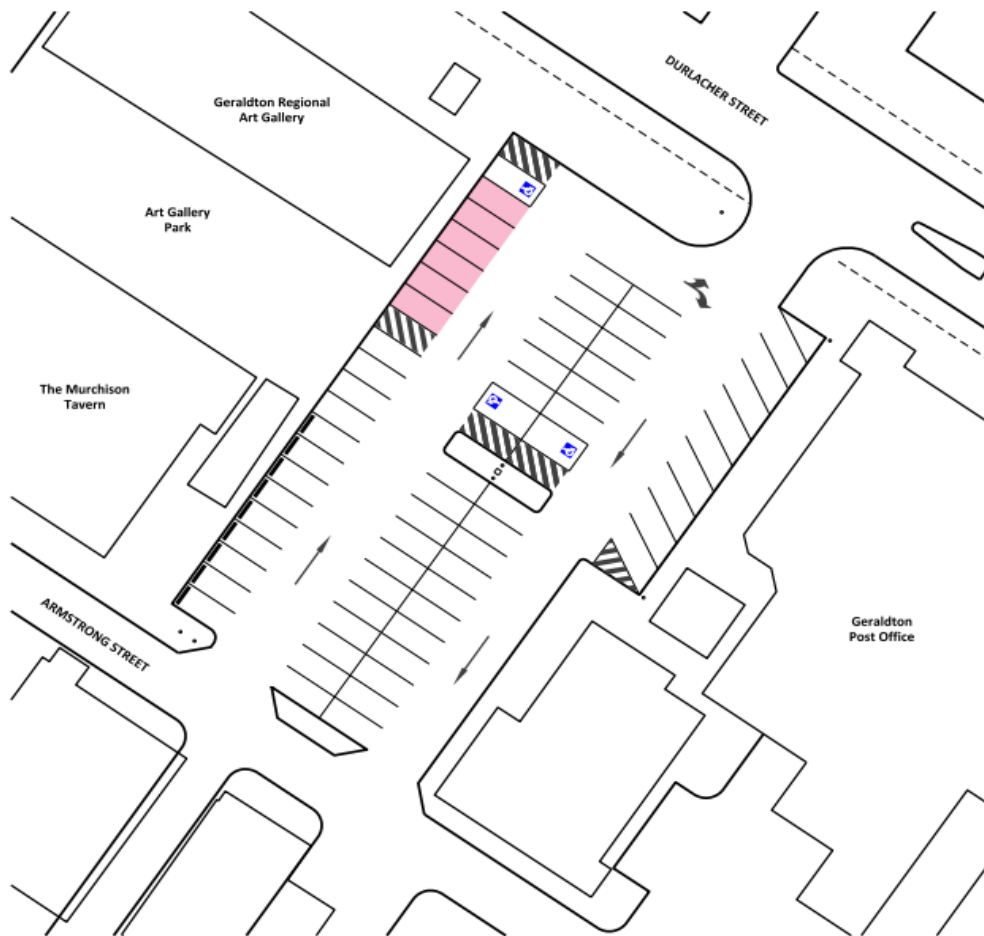 DURLACHER STREET
Geraldton Regional
Art Gallery
Art Gallery
Park
The Murchison
Tavern
ARMSTRONG STREET
Geraldton
Post Office